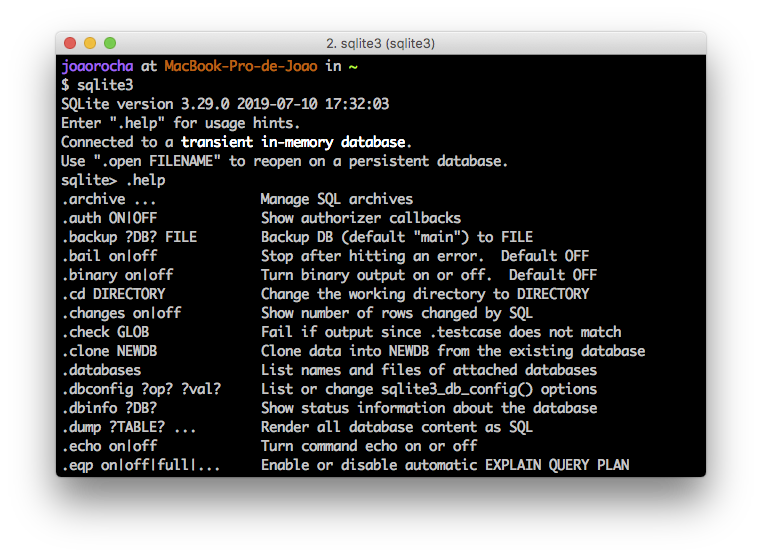 2. sqlite3 (sqlite3)
joaorocha at MacBook-Pro-de-Joao in ~
$ sqlite3
SQLite version 3.29.0 2019-07-10 17:32:03
Enter ".help" for usage hints.
Connected to a transient in-memory database.
Use ".open FILENAME" to reopen on a persistent database.
sqlite> .help
.archive ...             Manage SQL archives
.auth ON|OFF             Show authorizer callbacks
.backup ?DB? FILE        Backup DB (default "main") to FILE
.bail on|off             Stop after hitting an error.  Default OFF
.binary on|off           Turn binary output on or off.  Default OFF
.cd DIRECTORY            Change the working directory to DIRECTORY
.changes on|off          Show number of rows changed by SQL
.check GLOB              Fail if output since .testcase does not match
.clone NEWDB             Clone data into NEWDB from the existing database
.databases               List names and files of attached databases
.dbconfig ?op? ?val?     List or change sqlite3_db_config() options
.dbinfo ?DB?             Show status information about the database
.dump ?TABLE? ...        Render all database content as SQL
.echo on|off             Turn command echo on or off
.eqp on|off|full|...     Enable or disable automatic EXPLAIN QUERY PLAN